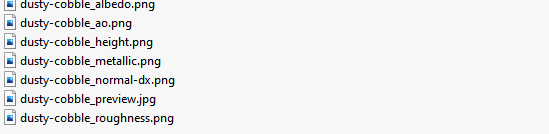 dusty-cobble_albedo.png
dusty-cobble_ao.png
dusty-cobble_height.png
dusty-cobble_metallic.png
dusty-cobble_normal-dx.png
dusty-cobble_preview.jpg
dusty-cobble_roughness.png